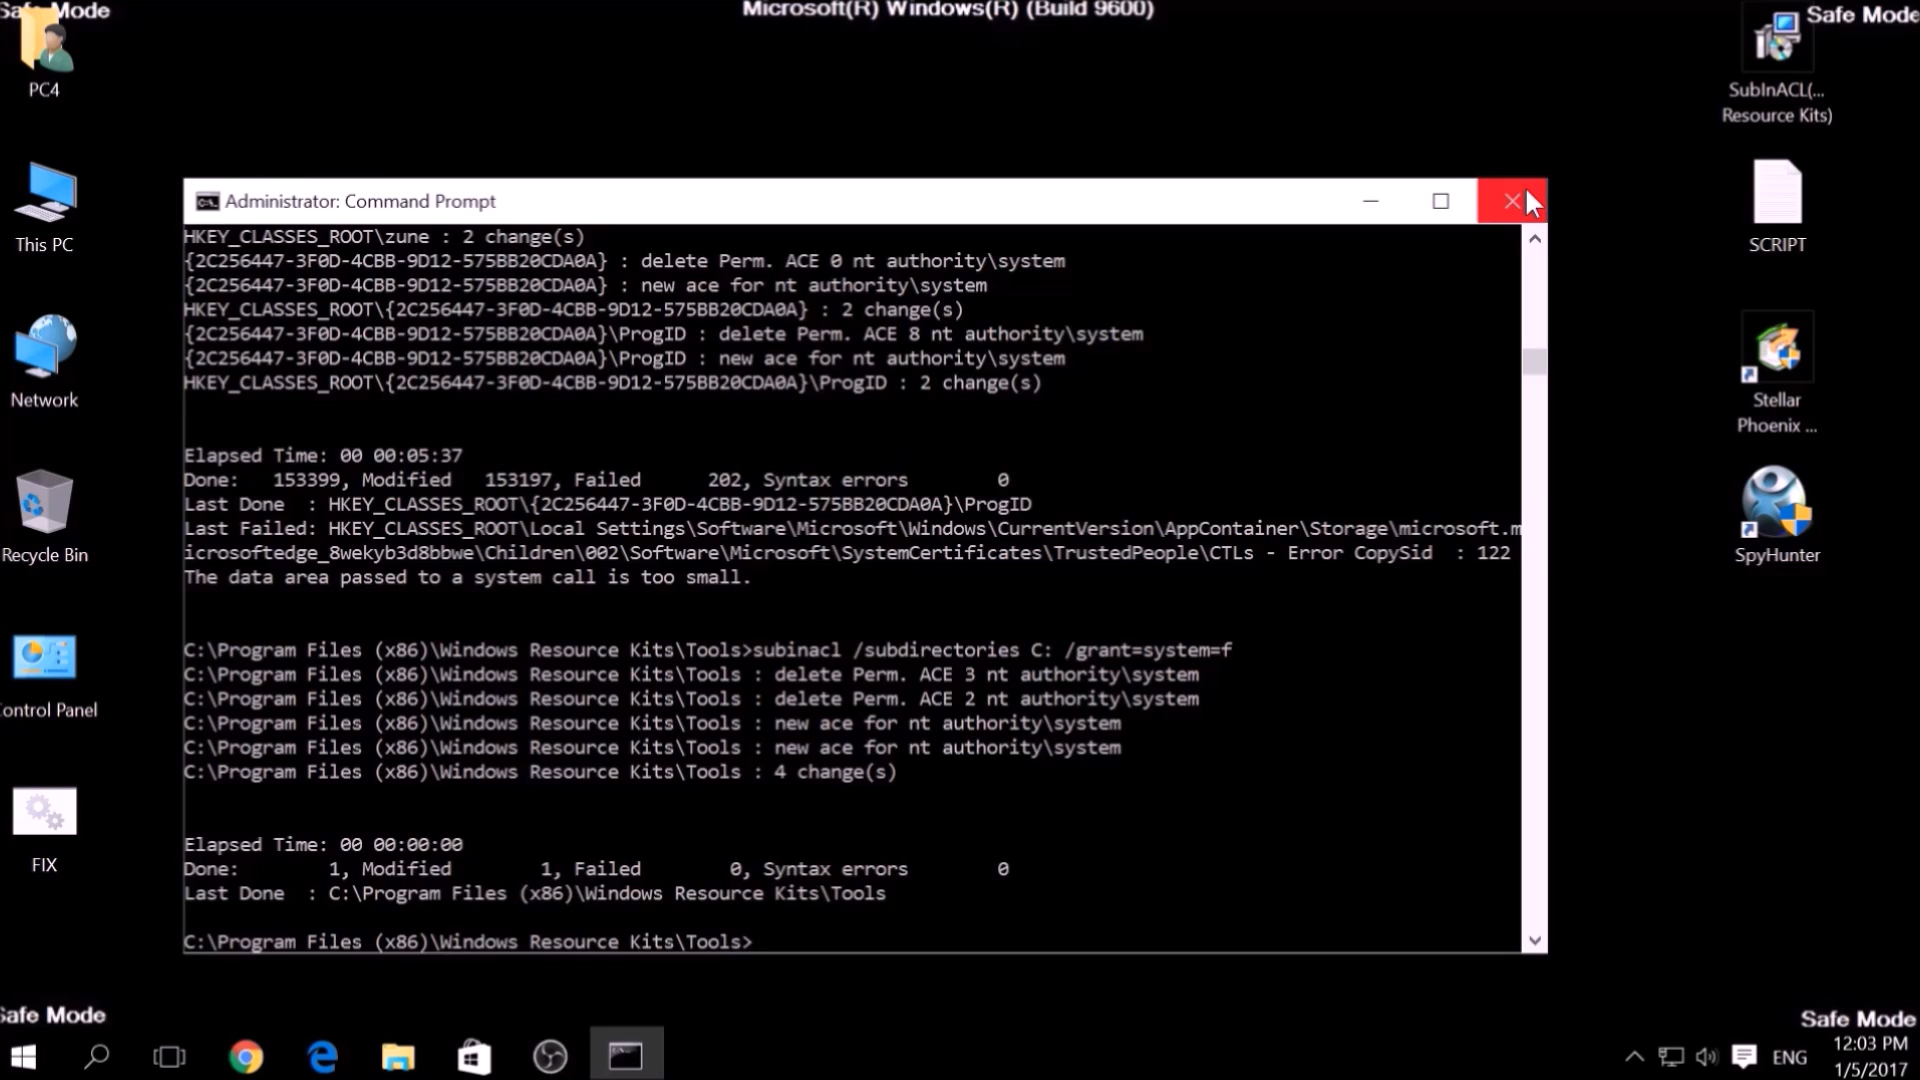 Safe Mode
Microsoft(R) Windows(R) (Build 9600)
Safe Mode
PC4
This PC
Network
Recycle Bin
Control Panel
FIX
SubInACL(...
Resource Kits)
SCRIPT
Stellar
Phoenix ...
SpyHunter
Administrator: Command Prompt
HKEY_CLASSES_ROOT\zune : 2 change(s)
{2C256447-3F0D-4CBB-9D12-575BB20CDA0A} : delete Perm. ACE 0 nt authority\system
{2C256447-3F0D-4CBB-9D12-575BB20CDA0A} : new ace for nt authority\system
HKEY_CLASSES_ROOT\{2C256447-3F0D-4CBB-9D12-575BB20CDA0A} : 2 change(s)
{2C256447-3F0D-4CBB-9D12-575BB20CDA0A}\ProgID : delete Perm. ACE 8 nt authority\system
{2C256447-3F0D-4CBB-9D12-575BB20CDA0A}\ProgID : new ace for nt authority\system
HKEY_CLASSES_ROOT\{2C256447-3F0D-4CBB-9D12-575BB20CDA0A}\ProgID : 2 change(s)
Elapsed Time: 00 00:05:37
Done:   153399, Modified   153197, Failed      202, Syntax errors        0
Last Done  : HKEY_CLASSES_ROOT\{2C256447-3F0D-4CBB-9D12-575BB20CDA0A}\ProgID
Last Failed: HKEY_CLASSES_ROOT\Local Settings\Software\Microsoft\Windows\CurrentVersion\AppContainer\Storage\microsoft.m
icrosoftedge_8wekyb3d8bbwe\Children\002\Software\Microsoft\SystemCertificates\TrustedPeople\CTLs - Error CopySid  : 122
The data area passed to a system call is too small.
C:\Program Files (x86)\Windows Resource Kits\Tools>subinacl /subdirectories C: /grant=system=f
C:\Program Files (x86)\Windows Resource Kits\Tools : delete Perm. ACE 3 nt authority\system
C:\Program Files (x86)\Windows Resource Kits\Tools : delete Perm. ACE 2 nt authority\system
C:\Program Files (x86)\Windows Resource Kits\Tools : new ace for nt authority\system
C:\Program Files (x86)\Windows Resource Kits\Tools : new ace for nt authority\system
C:\Program Files (x86)\Windows Resource Kits\Tools : 4 change(s)
Elapsed Time: 00 00:00:00
Done:        1, Modified        1, Failed        0, Syntax errors        0
Last Done  : C:\Program Files (x86)\Windows Resource Kits\Tools
C:\Program Files (x86)\Windows Resource Kits\Tools>
Safe Mode
Safe Mode
ENG
12:03 PM
1/5/2017